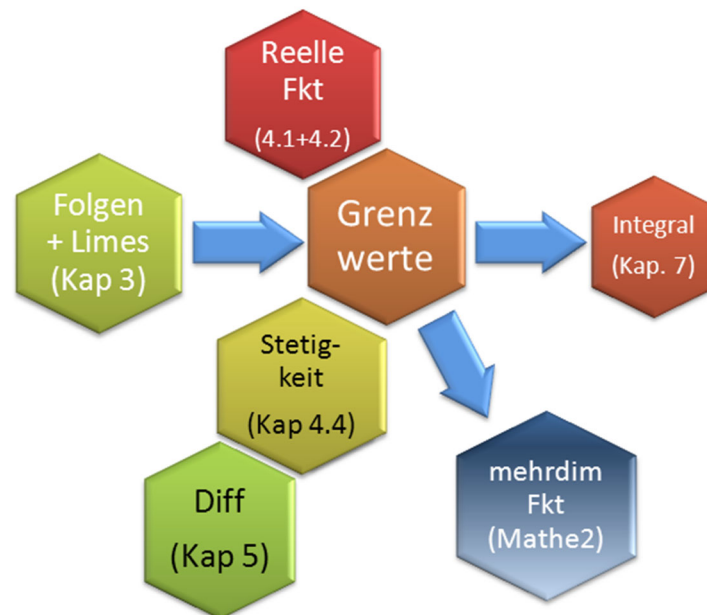 Reelle
Fkt
(4.1+4.2)
Folgen
+ Limes
(Kap 3)
Grenz
werte
Integral
(Kap. 7)
Stetig-
keit
(Kap 4.4)
Diff
(Kap 5)
mehrdim
Fkt
(Mathe2)